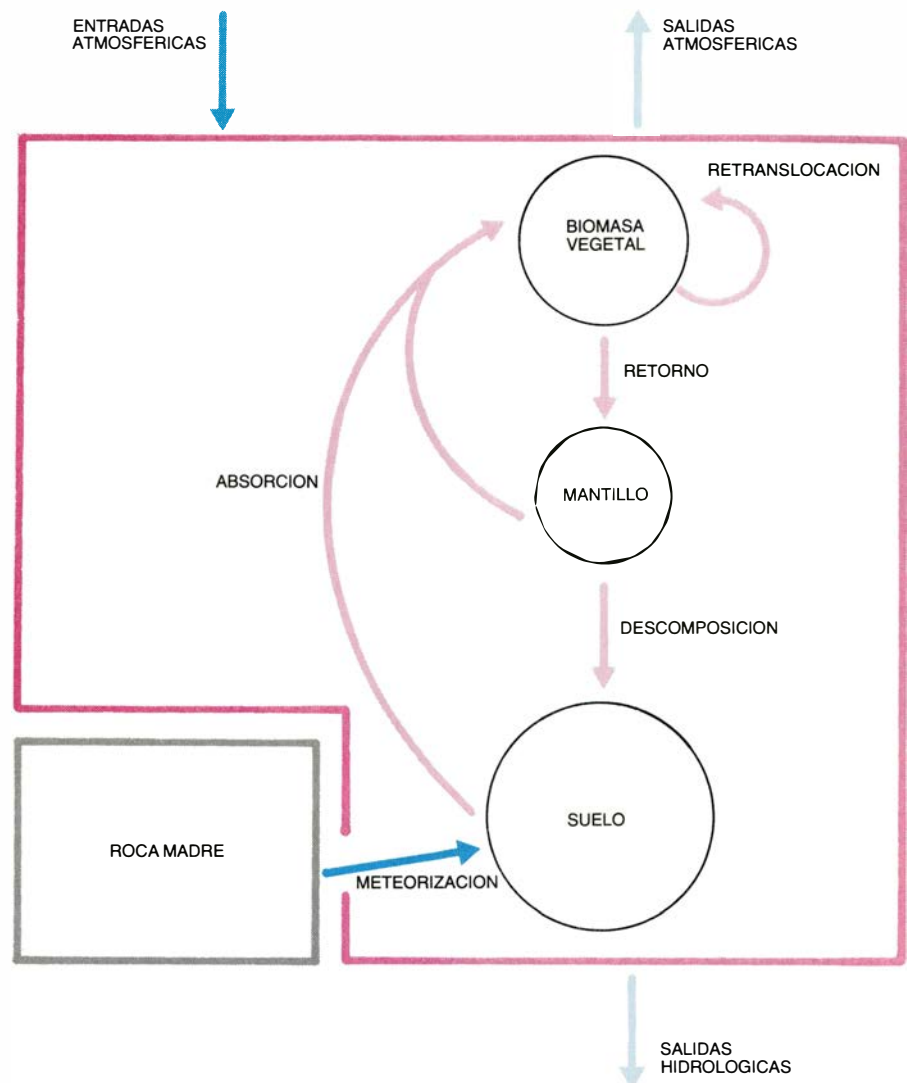 ENTRADAS
ATMOSFERICAS
SALIDAS
ATMOSFERICAS
RETRANSLOCACION
BIOMASA
VEGETAL
RETORNO
ABSORCION
MANTILLO
DESCOMPOSICION
SUELO
ROCA MADRE
METEORIZACION
SALIDAS
HIDROLOGICAS